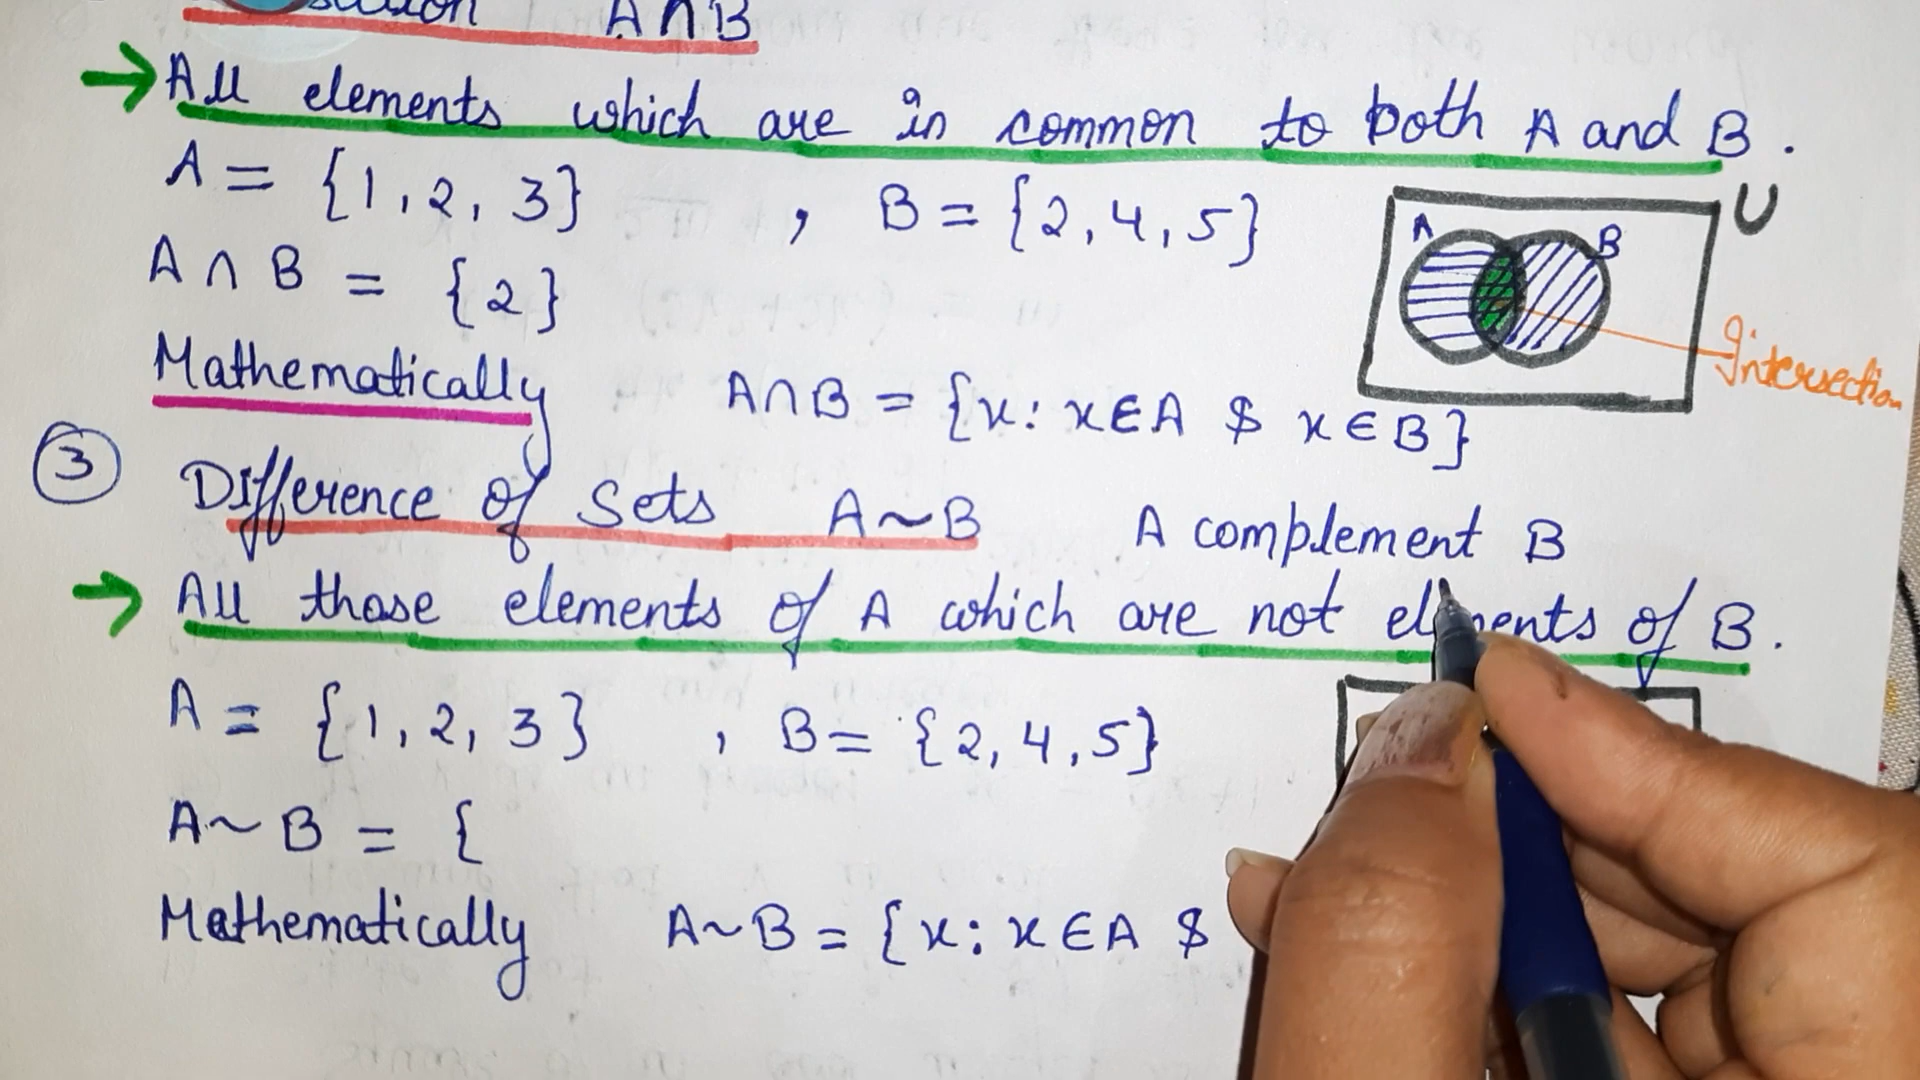 A∩B
→ All elements which are in common to both A and B.
A = {1, 2, 3} , B = {2, 4, 5}
U
A B
A ∩ B = {2}
Intersection
Mathematically A∩B = {x: x∈A $ x∈B}
③ Difference of Sets A~B A complement B
→ All those elements of A which are not elements of B.
A = {1, 2, 3} , B = {2, 4, 5}
A~B = {
Mathematically A~B = {x: x∈A $